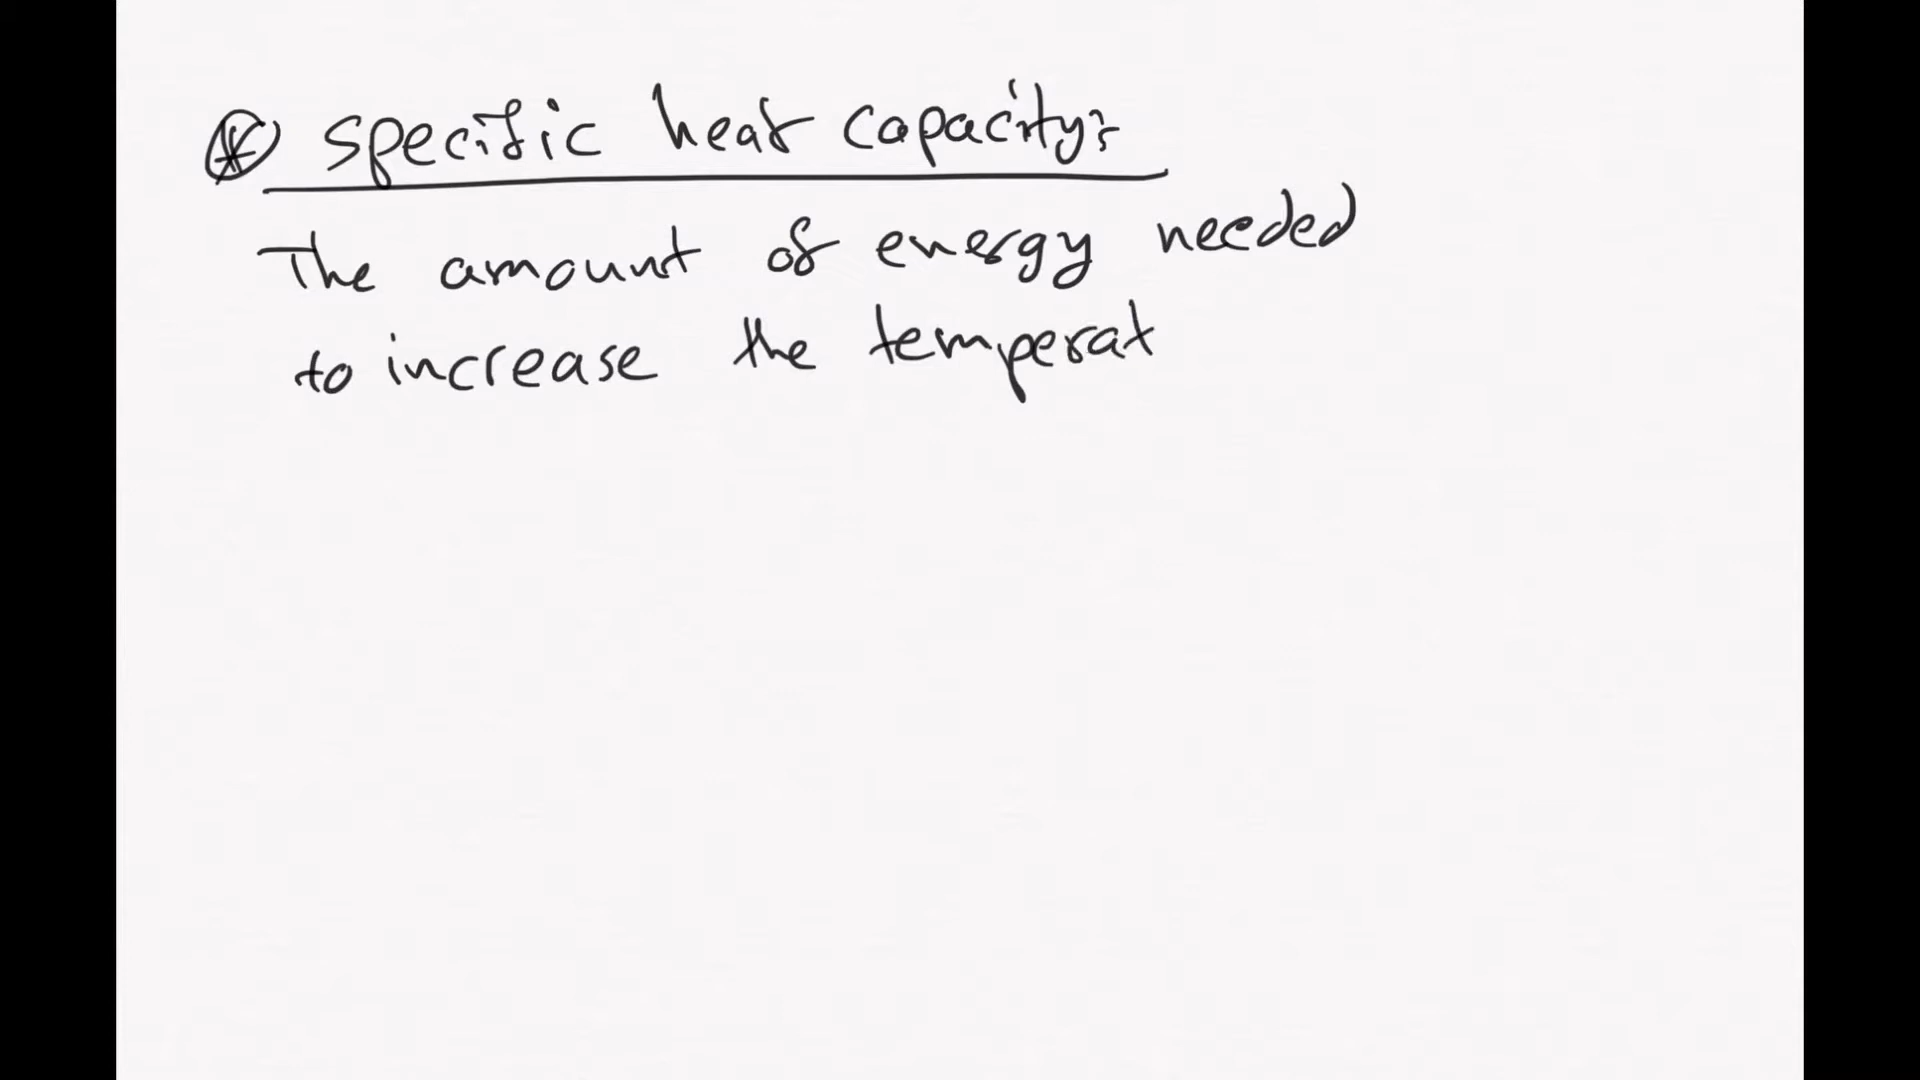 specific heat capacity:
The amount of energy needed
to increase the temperat